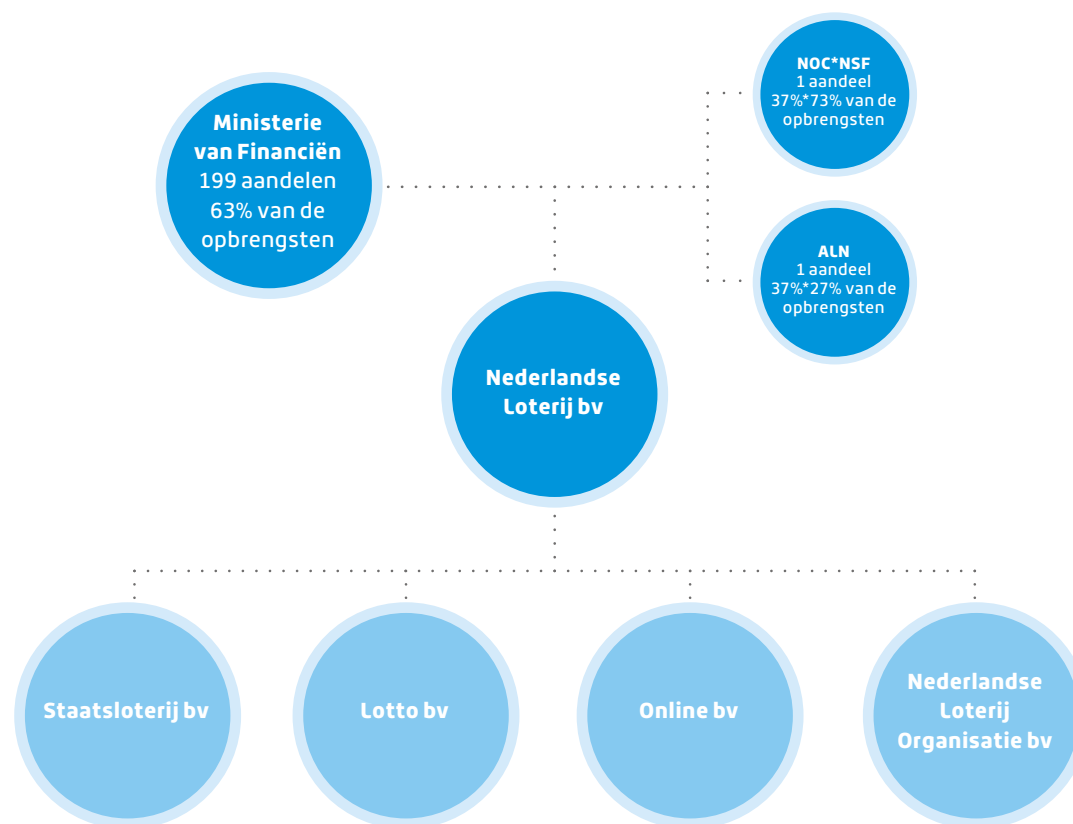 NOC*NSF
1 aandeel
37%*73% van de
opbrengsten
Ministerie
van Financiën
199 aandelen
63% van de
opbrengsten
ALN
1 aandeel
37%*27% van de
opbrengsten
Nederlandse
Loterij bv
Staatsloterij bv
Lotto bv
Online bv
Nederlandse
Loterij
Organisatie bv